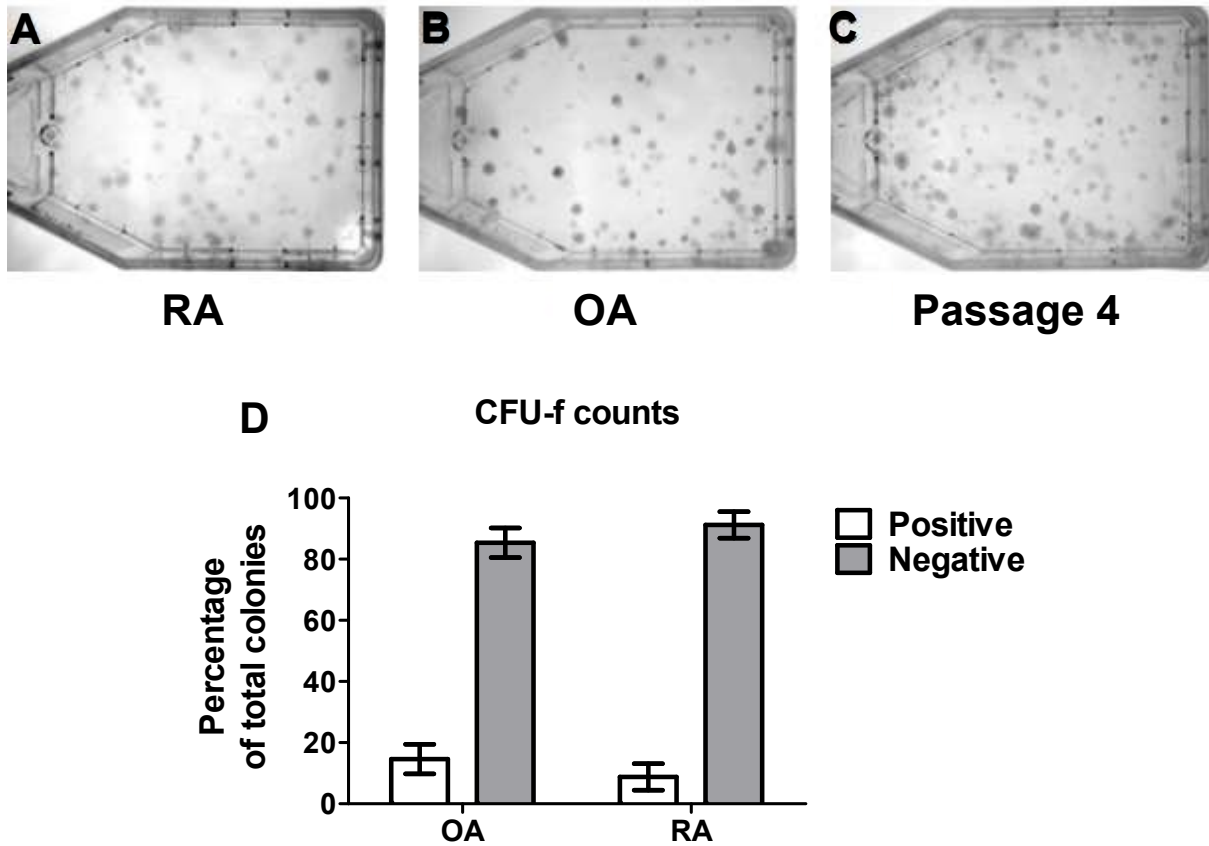 A
B
C
RA
OA
Passage 4
D
CFU-f counts
Percentage
of total colonies
100
80
60
40
20
0
OA
RA
Positive
Negative